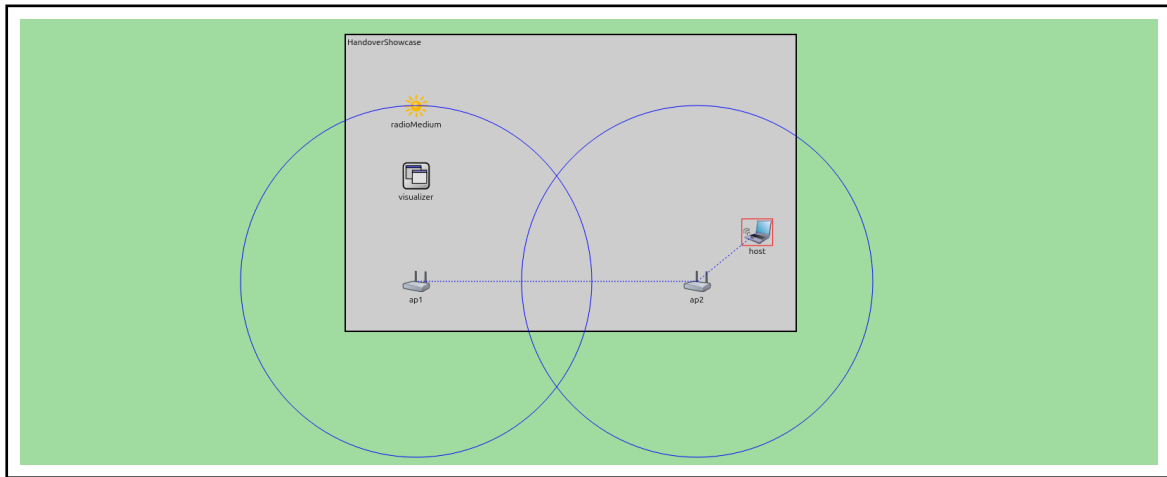 HandoverShowcase
radioMedium
visualizer
host
ap1
ap2